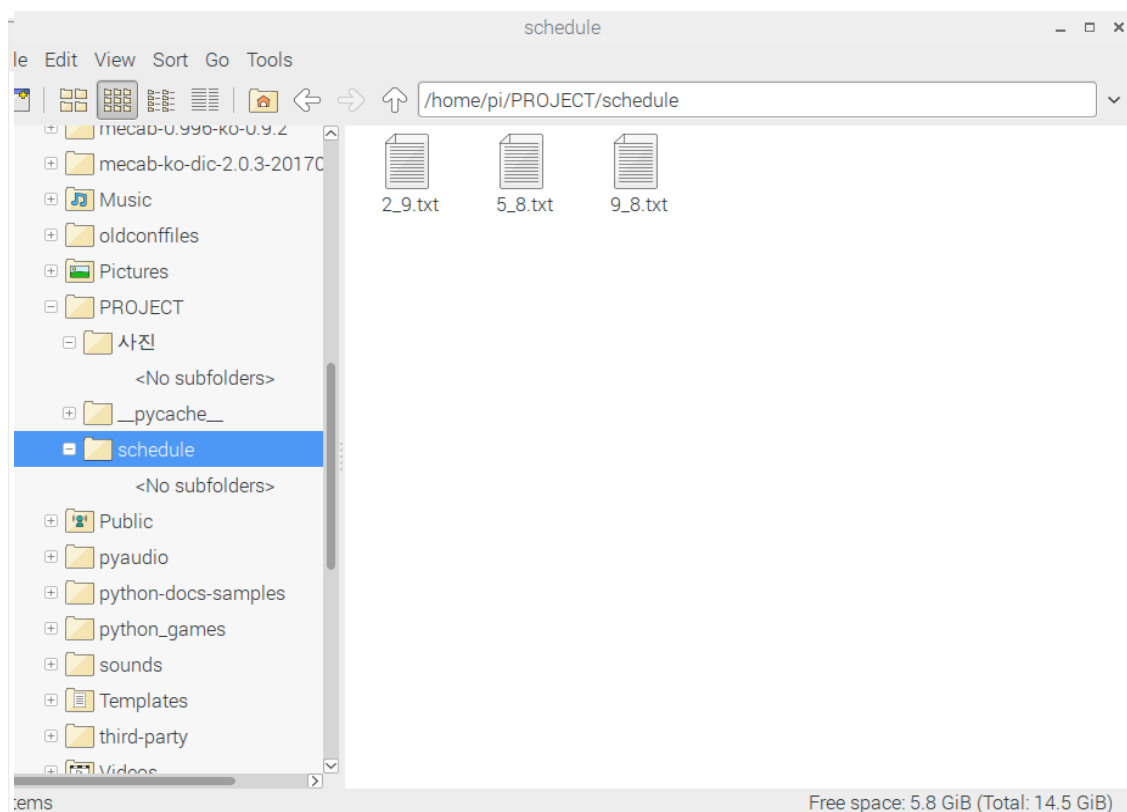 schedule
le Edit View Sort Go Tools
/home/pi/PROJECT/schedule
mecab-0.996-ko-0.9.2
mecab-ko-dic-2.0.3-20170
Music
oldconffiles
Pictures
PROJECT
사진
<No subfolders>
__pycache__
schedule
<No subfolders>
Public
pyaudio
python-docs-samples
python_games
sounds
Templates
third-party
Videos
2_9.txt 5_8.txt 9_8.txt
tems Free space: 5.8 GiB (Total: 14.5 GiB)